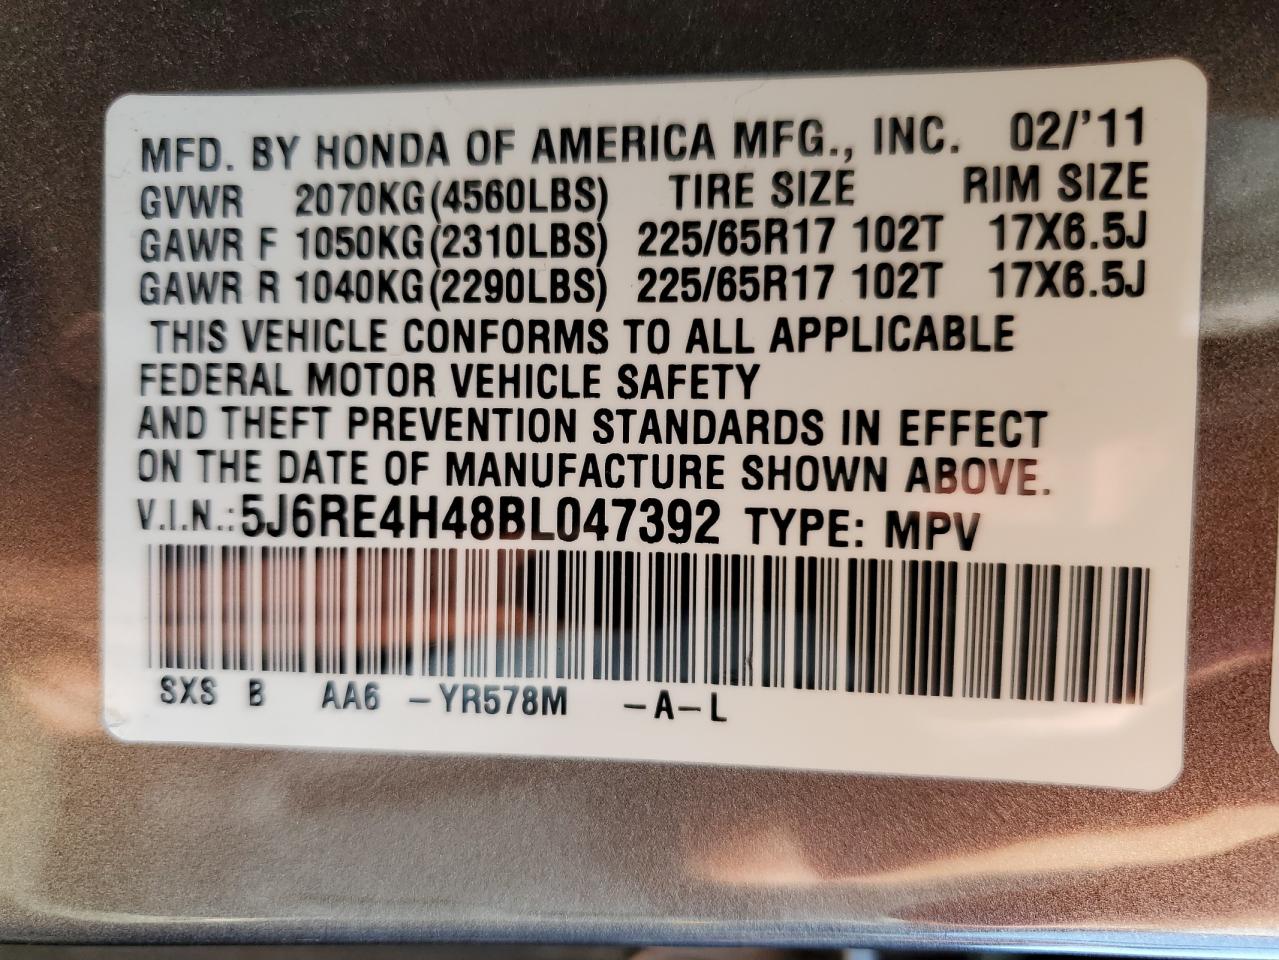 MFD. BY HONDA OF AMERICA MFG., INC. 02/'11
GVWR 2070KG(4560LBS) TIRE SIZE RIM SIZE
GAWR F 1050KG(2310LBS) 225/65R17 102T 17X6.5J
GAWR R 1040KG(2290LBS) 225/65R17 102T 17X6.5J
THIS VEHICLE CONFORMS TO ALL APPLICABLE
FEDERAL MOTOR VEHICLE SAFETY
AND THEFT PREVENTION STANDARDS IN EFFECT
ON THE DATE OF MANUFACTURE SHOWN ABOVE.
V.I.N.:5J6RE4H48BL047392 TYPE: MPV
SXS B AA6 -YR578M -A-L